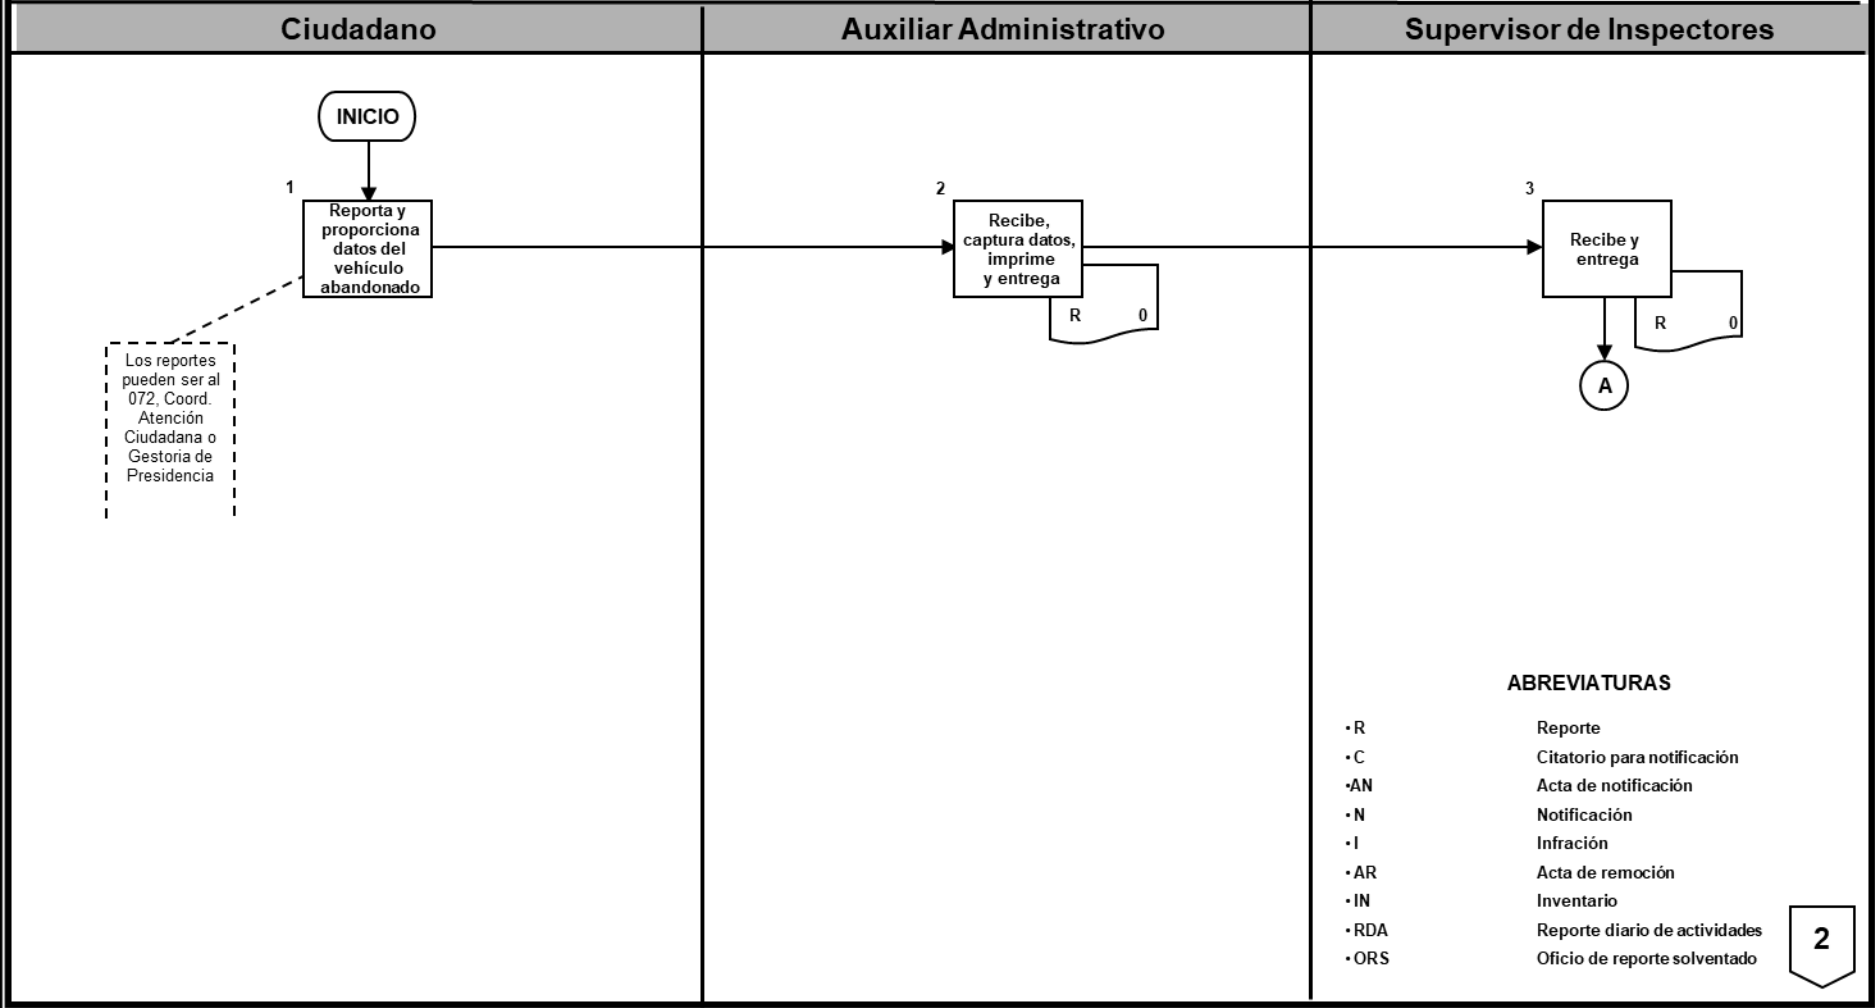 Ciudadano
Auxiliar Administrativo
Supervisor de Inspectores
INICIO
1
Reporta y
proporciona
datos del
vehículo
abandonado
Los reportes
pueden ser al
072, Coord.
Atención
Ciudadana o
Gestoria de
Presidencia
2
Recibe,
captura datos,
imprime
y entrega
R 0
3
Recibe y
entrega
R 0
A
ABREVIATURAS
• R Reporte
• C Citatorio para notificación
•AN Acta de notificación
• N Notificación
• I Infración
• AR Acta de remoción
• IN Inventario
• RDA Reporte diario de actividades
• ORS Oficio de reporte solventado
2